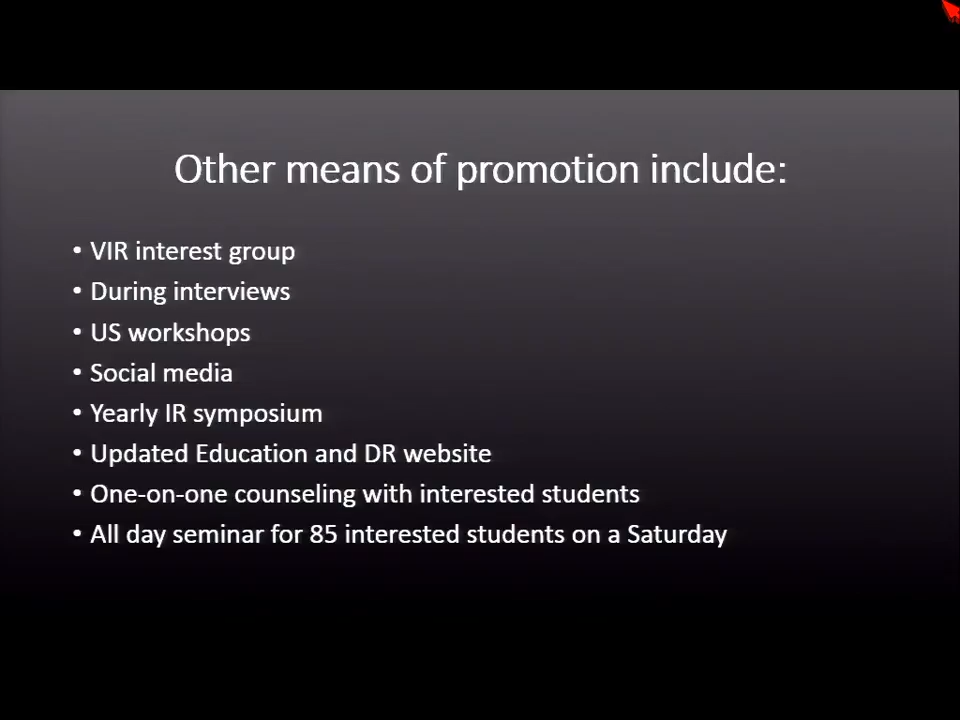 Other means of promotion include:
• VIR interest group
• During interviews
• US workshops
• Social media
• Yearly IR symposium
• Updated Education and DR website
• One-on-one counseling with interested students
• All day seminar for 85 interested students on a Saturday